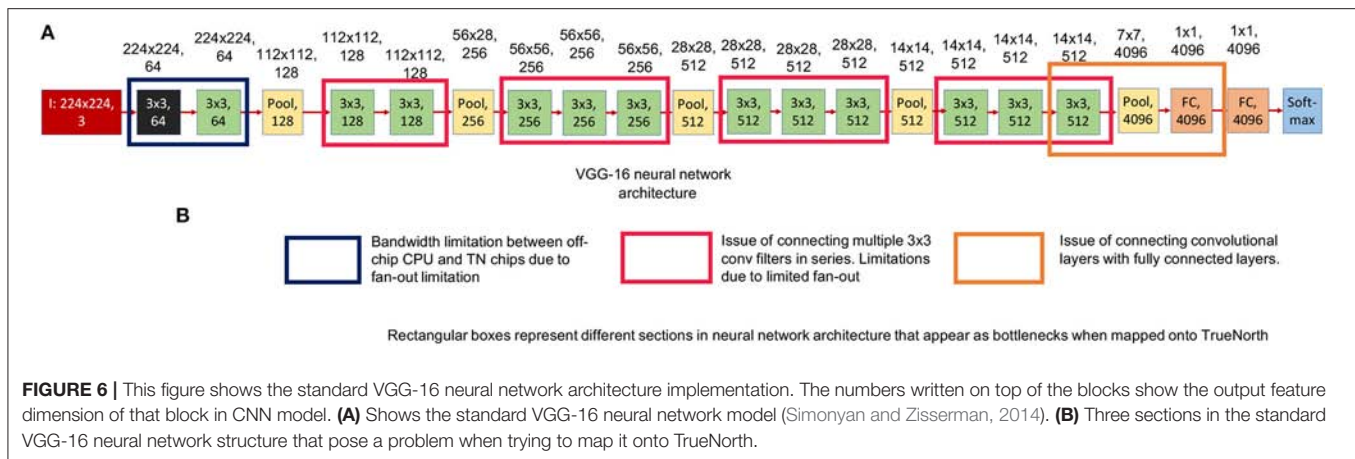 A
224x224, 64
224x224, 64
112x112, 128
112x112, 128
112x112, 128
56x28, 256
56x56, 256
56x56, 256
56x56, 256
28x28, 512
28x28, 512
28x28, 512
28x28, 512
14x14, 512
14x14, 512
14x14, 512
14x14, 512
7x7, 4096
1x1, 4096
1x1, 4096
I: 224x224, 3
3x3, 64
3x3, 64
Pool, 128
3x3, 128
3x3, 128
Pool, 256
3x3, 256
3x3, 256
3x3, 256
Pool, 512
3x3, 512
3x3, 512
3x3, 512
Pool, 512
3x3, 512
3x3, 512
3x3, 512
Pool, 4096
FC, 4096
FC, 4096
Soft-
max
VGG-16 neural network
architecture
B
Bandwidth limitation between off-
chip CPU and TN chips due to
fan-out limitation
Issue of connecting multiple 3x3
conv filters in series. Limitations
due to limited fan-out
Issue of connecting convolutional
layers with fully connected layers.
Rectangular boxes represent different sections in neural network architecture that appear as bottlenecks when mapped onto TrueNorth
FIGURE 6 | This figure shows the standard VGG-16 neural network architecture implementation. The numbers written on top of the blocks show the output feature
dimension of that block in CNN model. (A) Shows the standard VGG-16 neural network model (Simonyan and Zisserman, 2014). (B) Three sections in the standard
VGG-16 neural network structure that pose a problem when trying to map it onto TrueNorth.